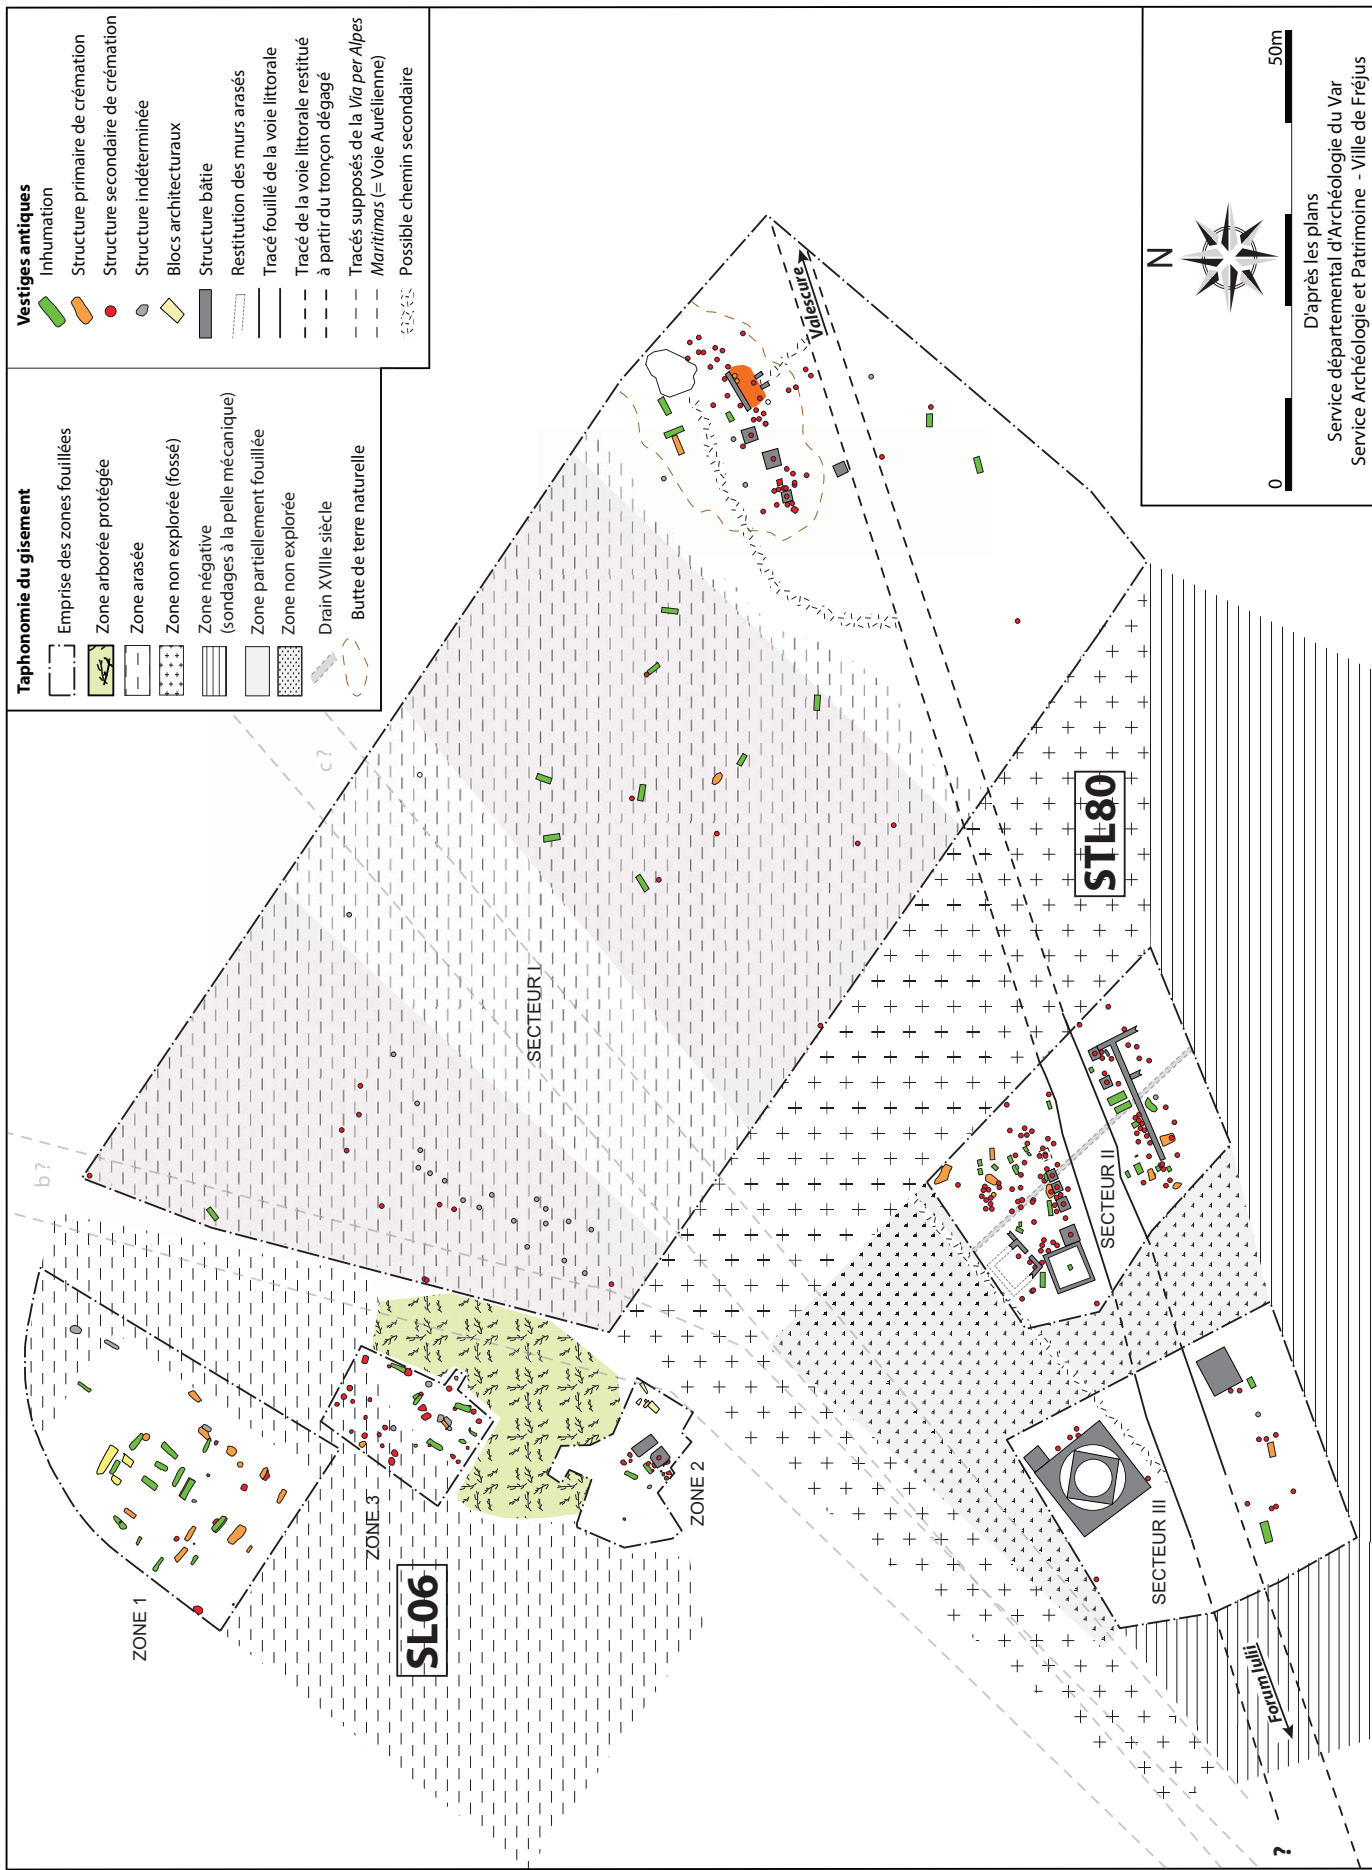 Taphonomie du gisement
Emprise des zones fouillées
Zone arborée protégée
Zone arasée
Zone non explorée (fossé)
Zone négative
(sondages à la pelle mécanique)
Zone partiellement fouillée
Zone non explorée
Drain XVIIIe siècle
Butte de terre naturelle
Vestiges antiques
Inhumation
Structure primaire de crémation
Structure secondaire de crémation
Structure indéterminée
Blocs architecturaux
Structure bâtie
Restitution des murs arasés
Tracé fouillé de la voie littorale
Tracé de la voie littorale restitué
à partir du tronçon dégagé
Tracés supposés de la Via per Alpes
Maritimas (= Voie Aurélienne)
Possible chemin secondaire
ZONE 1
ZONE 3
SL06
ZONE 2
b?
c?
SECTEUR I
Valescure
STL80
SECTEUR II
SECTEUR III
Forum Iulii
?
N
0
50m
D'après les plans
Service départemental d'Archéologie du Var
Service Archéologie et Patrimoine - Ville de Fréjus